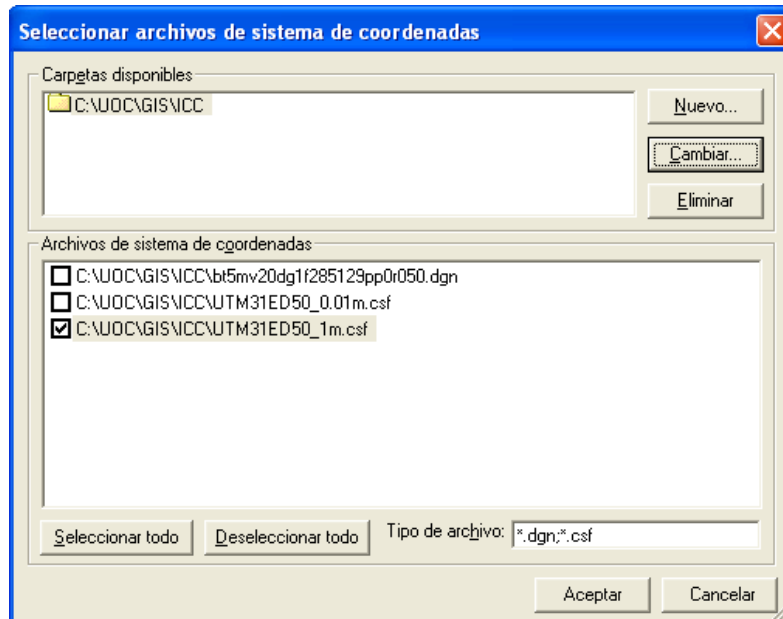 Seleccionar archivos de sistema de coordenadas
Carpetas disponibles
C:\UOC\GIS\ICC
Nuevo...
Cambiar...
Eliminar
Archivos de sistema de coordenadas
C:\UOC\GIS\ICC\bt5mv20dg1f285129pp0r050.dgn
C:\UOC\GIS\ICC\UTM31ED50_0.01m.csf
C:\UOC\GIS\ICC\UTM31ED50_1m.csf
Seleccionar todo
Deseleccionar todo
Tipo de archivo: *.dgn;*.csf
Aceptar
Cancelar